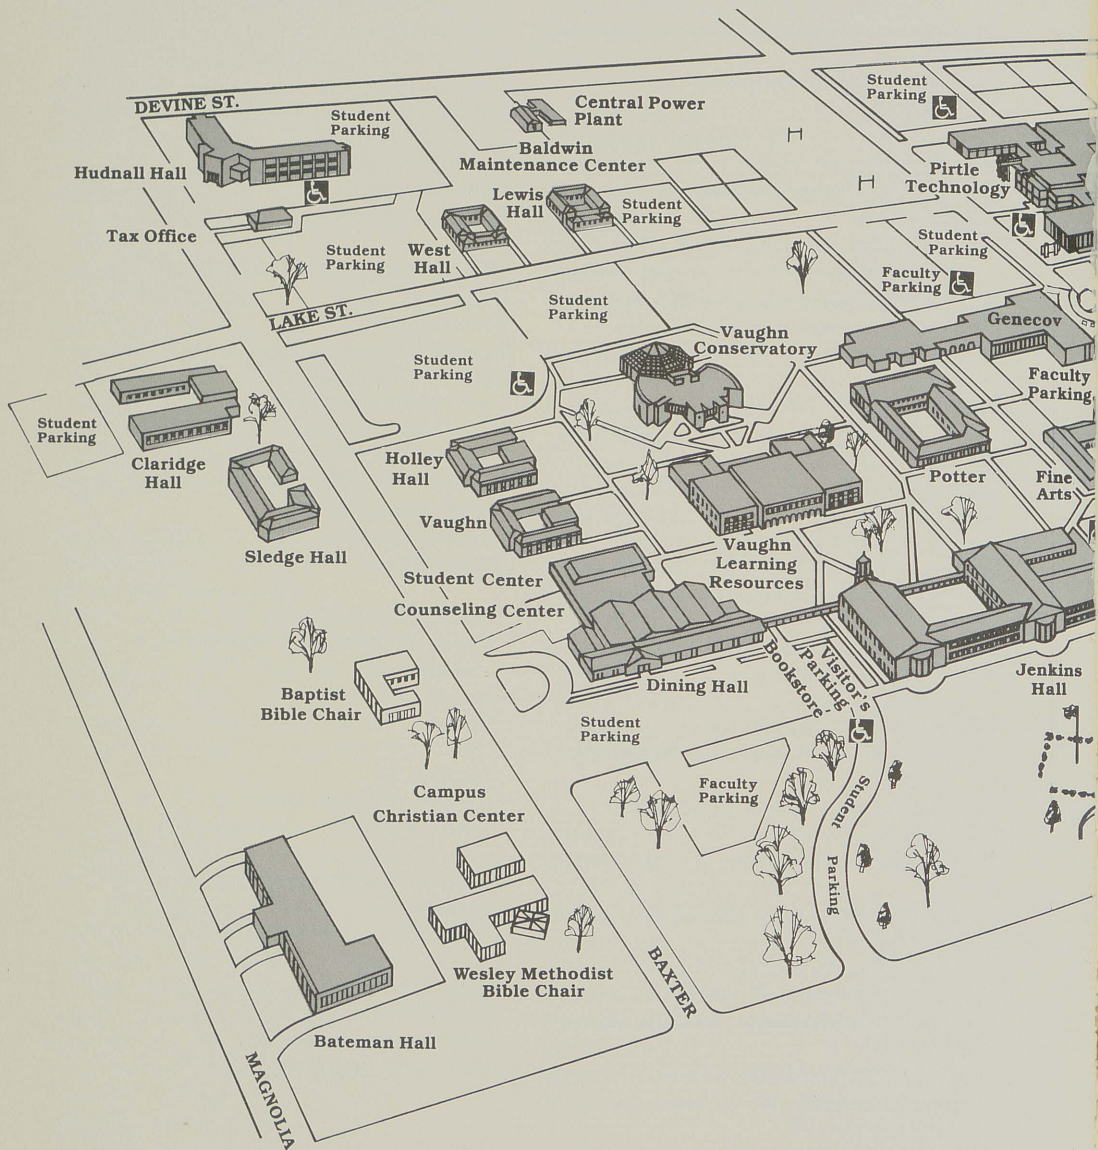 DEVINE ST.
Student
Parking
Central Power
Plant
Student
Parking
Baldwin
Maintenance Center
Hudnall Hall
Pirtle
Technology
Lewis
Hall
Student
Parking
Tax Office
Student
Parking
West
Hall
Student
Parking
Faculty
Parking
LAKE ST.
Student
Parking
Genecov
Vaughn
Conservatory
Student
Parking
Faculty
Parking
Student
Parking
Claridge
Hall
Holley
Hall
Potter
Fine
Arts
Vaughn
Sledge Hall
Vaughn
Learning
Resources
Student Center
Counseling Center
Bookstore
Visitor's
Parking
Dining Hall
Jenkins
Hall
Baptist
Bible Chair
Student
Parking
Faculty
Parking
Student
Parking
Campus
Christian Center
Wesley Methodist
Bible Chair
BAXTER
Bateman Hall
MAGNOLIA